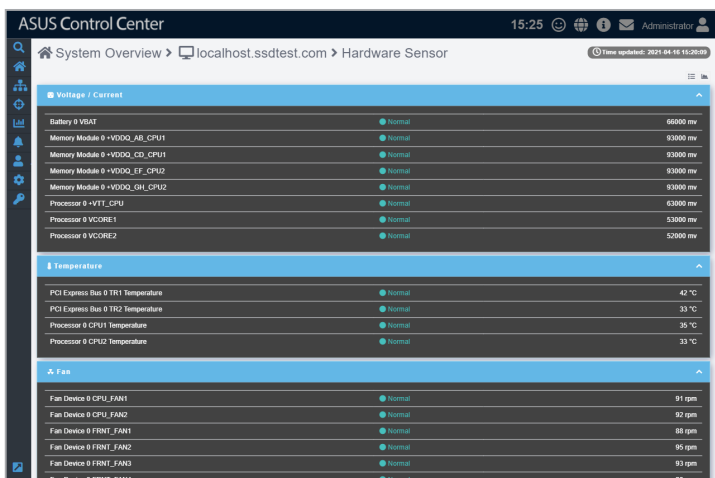 ASUS Control Center
15:25 Administrator
System Overview > localhost.ssdtest.com > Hardware Sensor
Time updated: 2021-04-16 15:20:09
Voltage / Current
Battery 0 VBAT Normal 66000 mv
Memory Module 0 +VDDQ_AB_CPU1 Normal 93000 mv
Memory Module 0 +VDDQ_CD_CPU1 Normal 93000 mv
Memory Module 0 +VDDQ_EF_CPU2 Normal 93000 mv
Memory Module 0 +VDDQ_GH_CPU2 Normal 93000 mv
Processor 0 +VTT_CPU Normal 63000 mv
Processor 0 VCORE1 Normal 53000 mv
Processor 0 VCORE2 Normal 52000 mv
Temperature
PCI Express Bus 0 TR1 Temperature Normal 42 °C
PCI Express Bus 0 TR2 Temperature Normal 33 °C
Processor 0 CPU1 Temperature Normal 35 °C
Processor 0 CPU2 Temperature Normal 33 °C
Fan
Fan Device 0 CPU_FAN1 Normal 91 rpm
Fan Device 0 CPU_FAN2 Normal 92 rpm
Fan Device 0 FRNT_FAN1 Normal 88 rpm
Fan Device 0 FRNT_FAN2 Normal 95 rpm
Fan Device 0 FRNT_FAN3 Normal 93 rpm